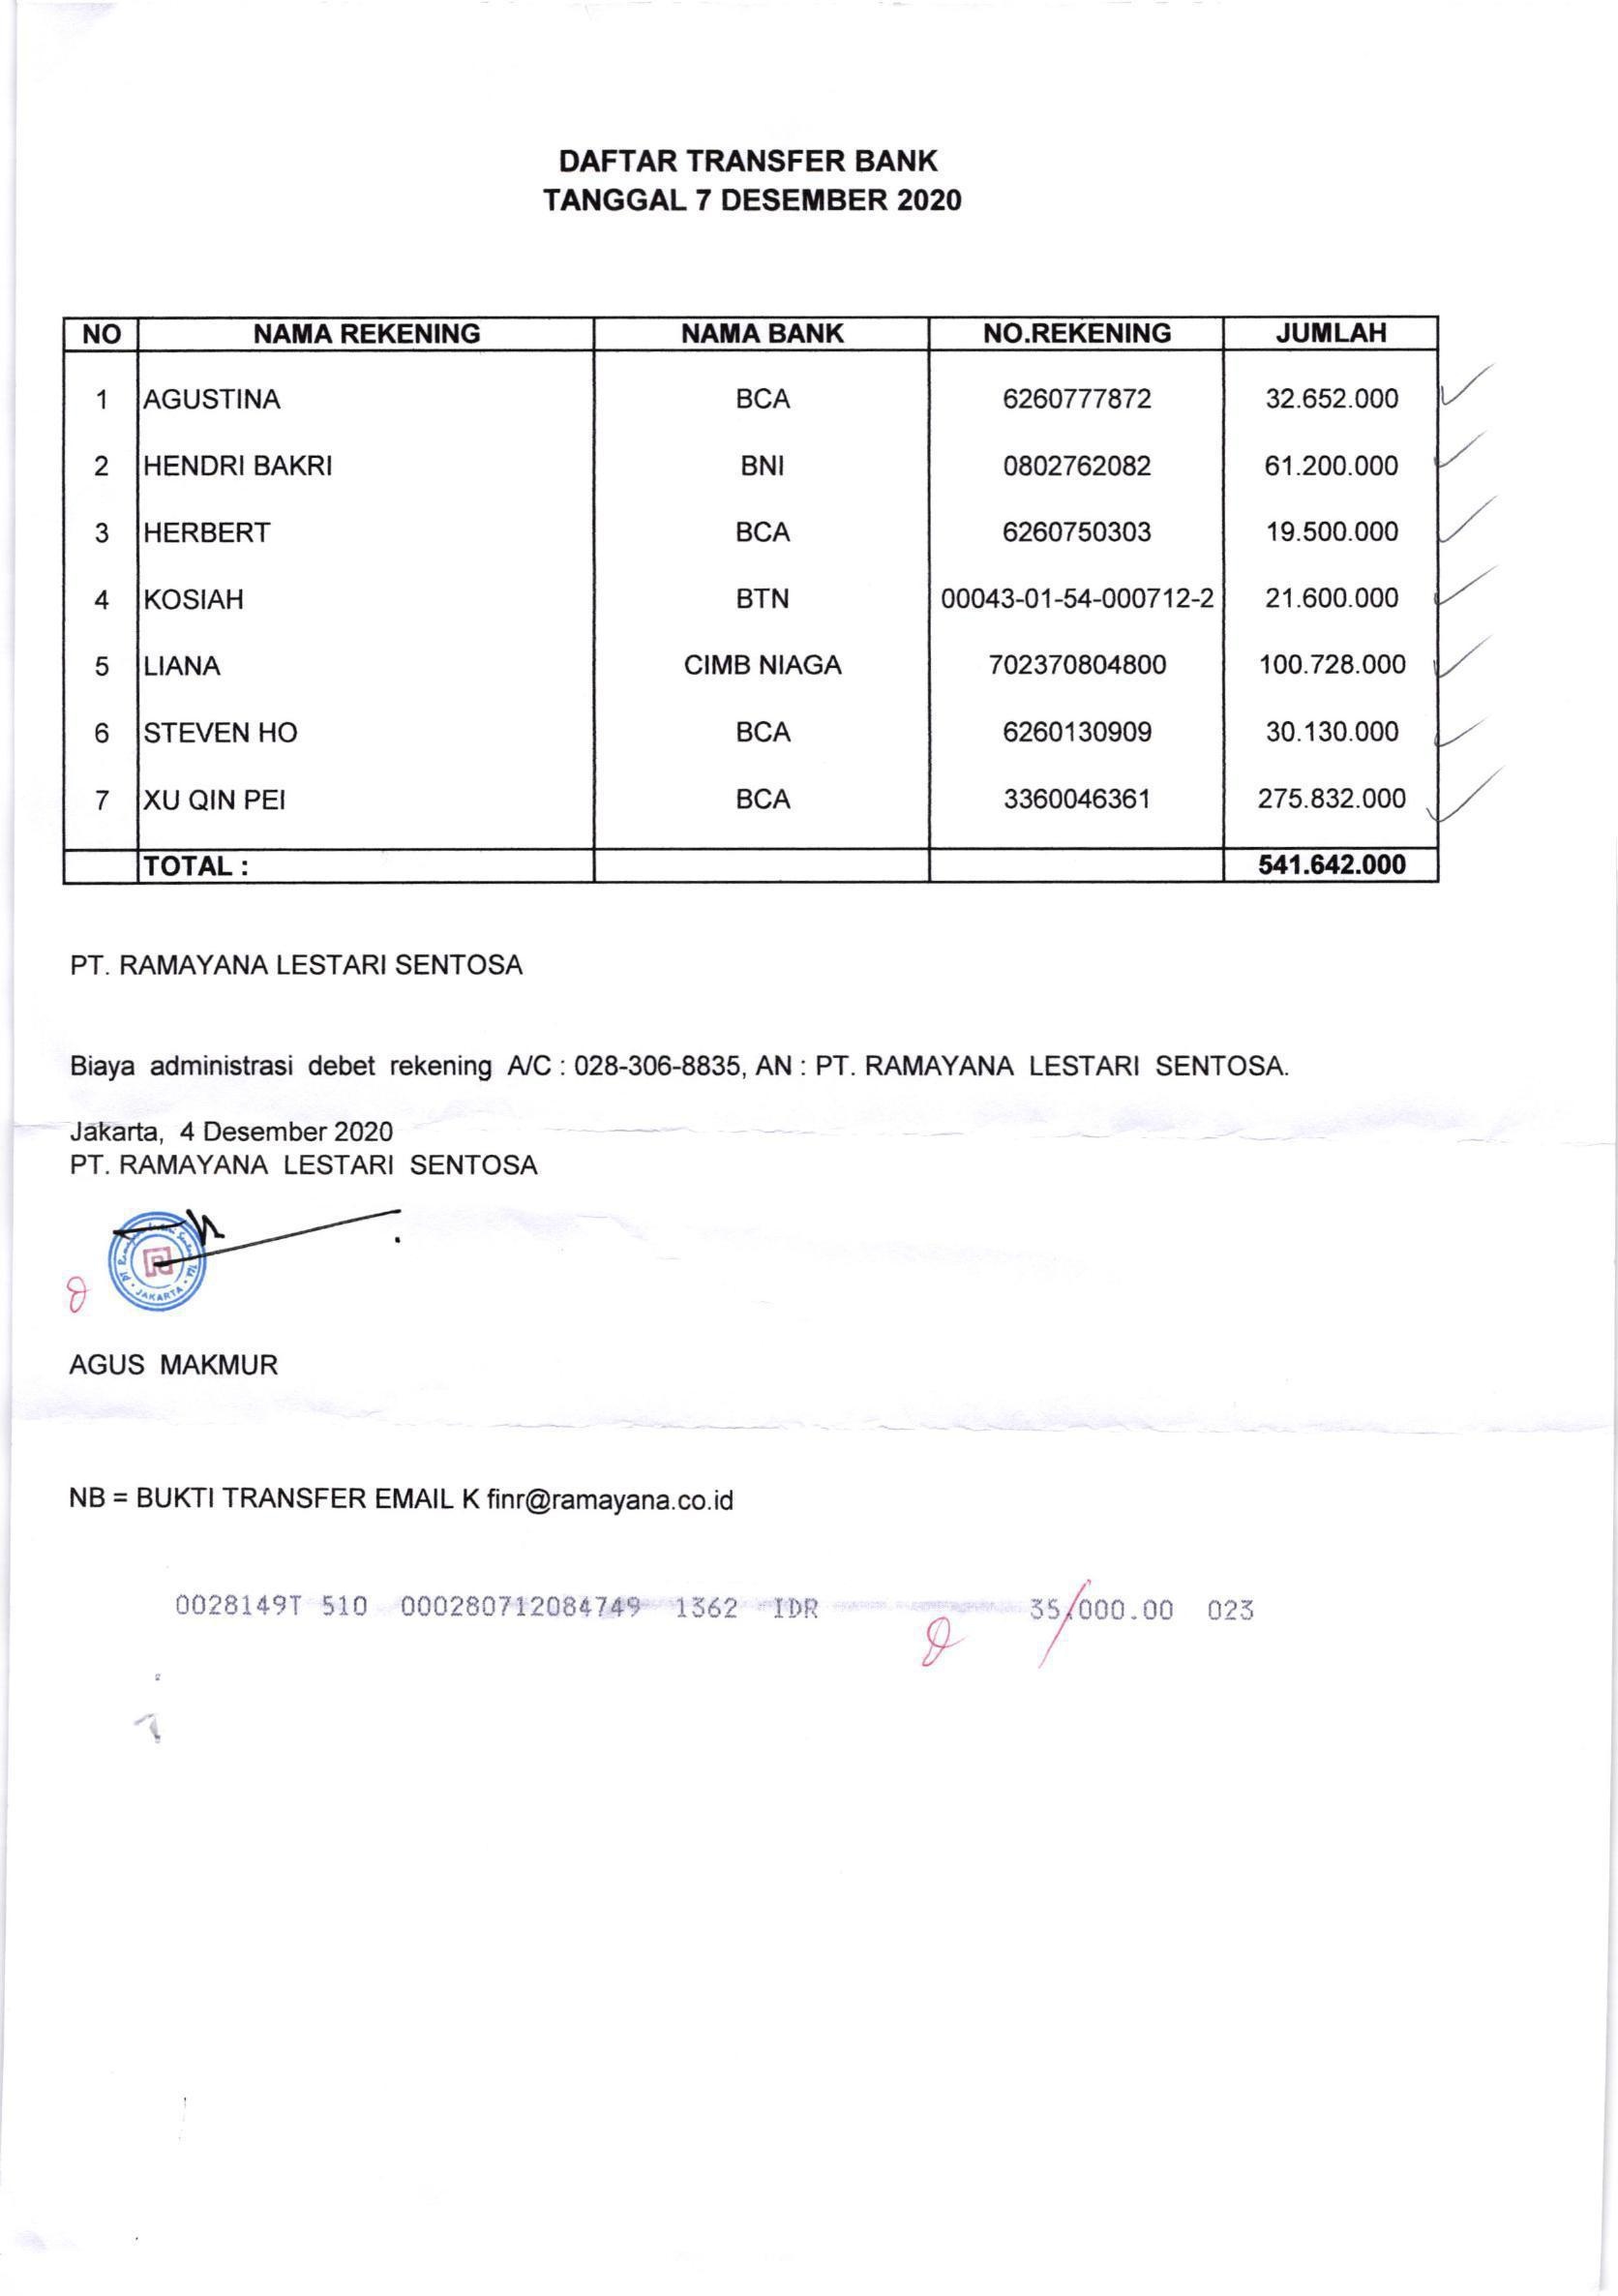 DAFTAR TRANSFER BANK
TANGGAL 7 DESEMBER 2020
NO NAMA REKENING NAMA BANK NO.REKENING JUMLAH
1 AGUSTINA BCA 6260777872 32.652.000
2 HENDRI BAKRI BNI 0802762082 61.200.000
3 HERBERT BCA 6260750303 19.500.000
4 KOSIAH BTN 00043-01-54-000712-2 21.600.000
5 LIANA CIMB NIAGA 702370804800 100.728.000
6 STEVEN HO BCA 6260130909 30.130.000
7 XU QIN PEI BCA 3360046361 275.832.000
TOTAL : 541.642.000
PT. RAMAYANA LESTARI SENTOSA
Biaya administrasi debet rekening A/C : 028-306-8835, AN : PT. RAMAYANA LESTARI SENTOSA.
Jakarta, 4 Desember 2020
PT. RAMAYANA LESTARI SENTOSA
PT Ramayana Lestari Sentosa Tbk
JAKARTA
AGUS MAKMUR
NB = BUKTI TRANSFER EMAIL K finr@ramayana.co.id
0028149T 510 000280712084749 1362 IDR 35,000.00 023